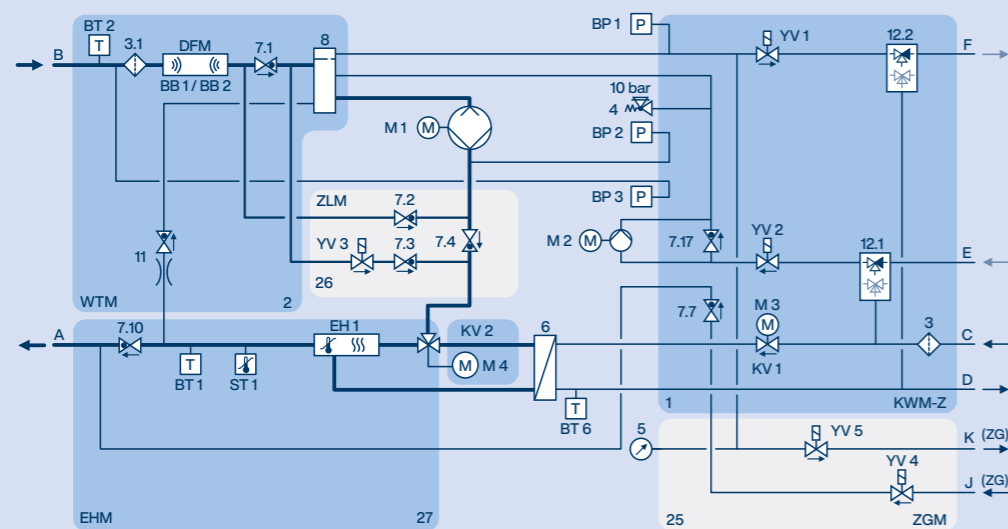 BT 2
3.1
DFM
7.1
8
BP 1
P
YV 1
12.2
B
T
F
BB 1 / BB 2
10 bar
4
M 1
M
BP 2
P
ZLM
7.2
BP 3
P
YV 3
7.3
7.4
M 2
M
7.17
YV 2
12.1
E
11
26
WTM
2
7.7
M 3
M
A
7.10
EH 1
KV 2
6
3
C
T
BT 1
ST 1
M
M 4
KV 1
D
T
BT 6
1
KWM-Z
5
YV 5
K (ZG)
YV 4
J (ZG)
EHM
27
25
ZGM